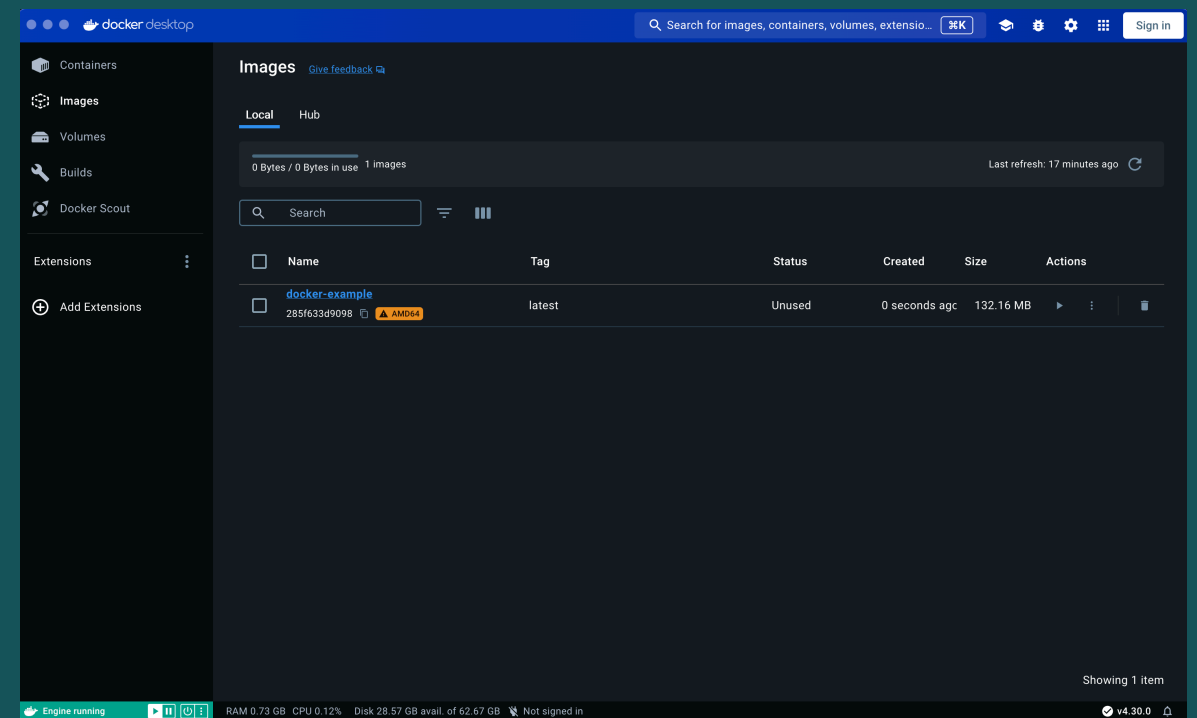 docker desktop
Search for images, containers, volumes, extensio... ⌘K
Sign in
Containers
Images
Volumes
Builds
Docker Scout
Extensions
Add Extensions
Images Give feedback
Local Hub
0 Bytes / 0 Bytes in use 1 images
Last refresh: 17 minutes ago
Search
Name Tag Status Created Size Actions
docker-example
285f633d9098 AMD64
latest Unused 0 seconds agc 132.16 MB
Showing 1 item
Engine running
RAM 0.73 GB CPU 0.12% Disk 28.57 GB avail. of 62.67 GB Not signed in
v4.30.0